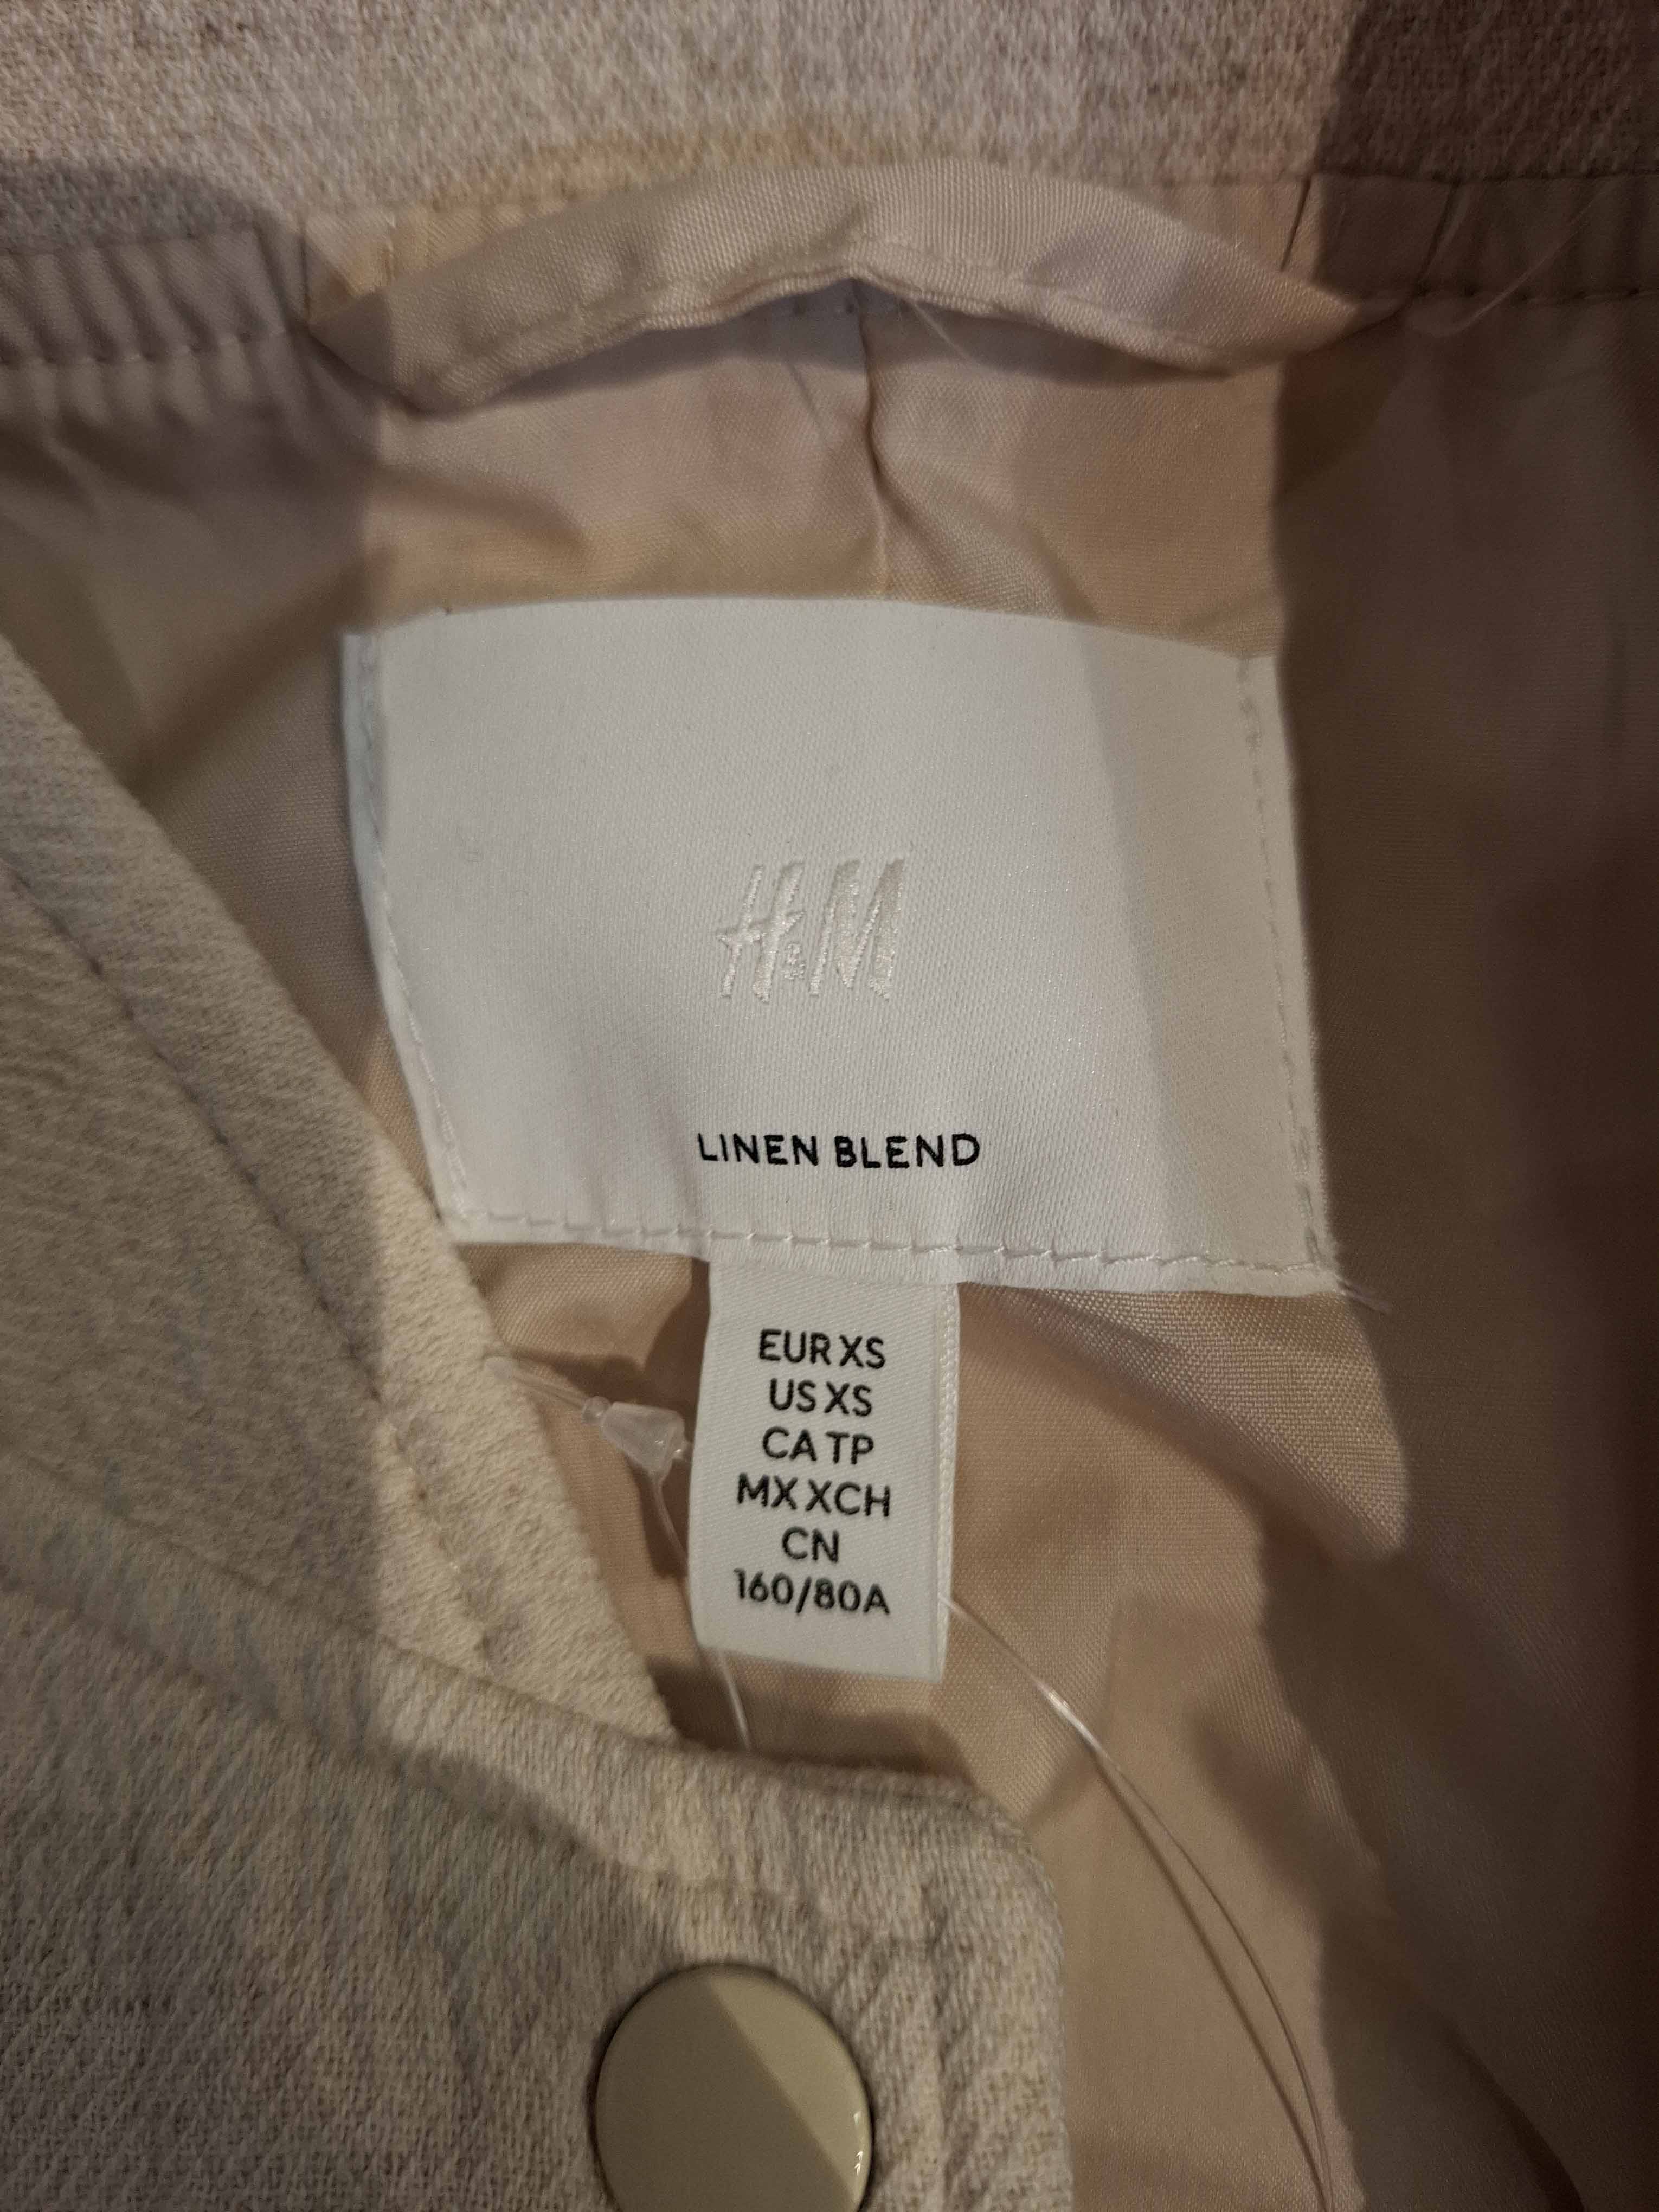 H&M
LINEN BLEND
EUR XS
US XS
CA TP
MX XCH
CN
160/80A